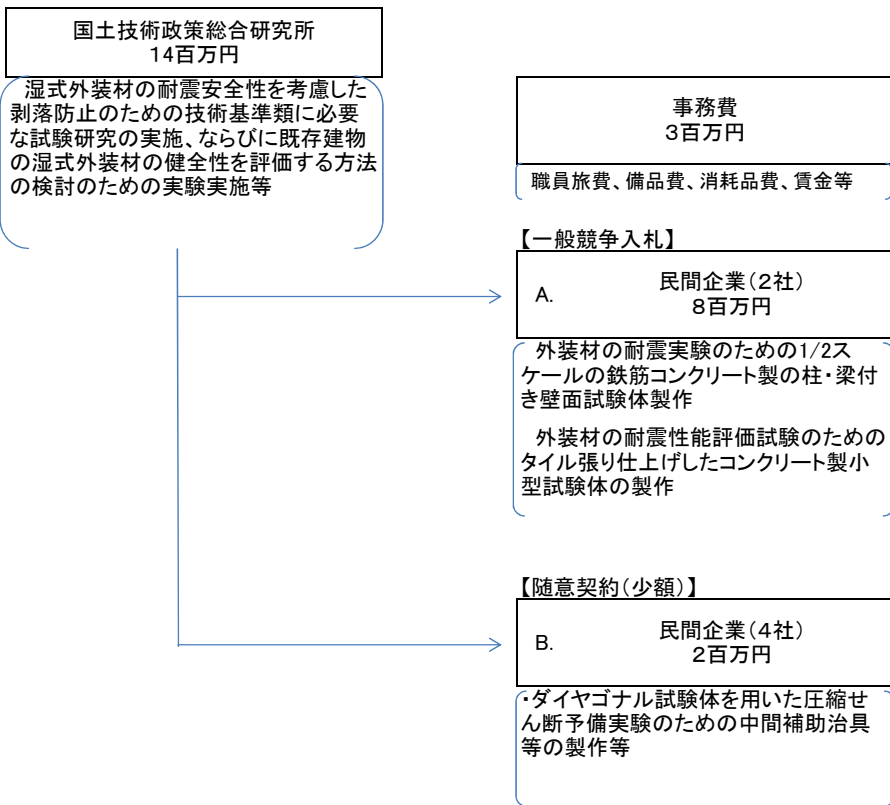 国土技術政策総合研究所
14百万円
湿式外装材の耐震安全性を考慮した
剥落防止のための技術基準類に必要
な試験研究の実施、ならびに既存建物
の湿式外装材の健全性を評価する方法
の検討のための実験実施等
事務費
3百万円
職員旅費、備品費、消耗品費、賃金等
【一般競争入札】
A. 民間企業(2社)
8百万円
外装材の耐震実験のための1/2ス
ケールの鉄筋コンクリート製の柱・梁付
き壁面試験体製作
外装材の耐震性能評価試験のための
タイル張り仕上げしたコンクリート製小
型試験体の製作
【随意契約(少額)】
B. 民間企業(4社)
2百万円
・ダイヤゴナル試験体を用いた圧縮せ
ん断予備実験のための中間補助治具
等の製作等